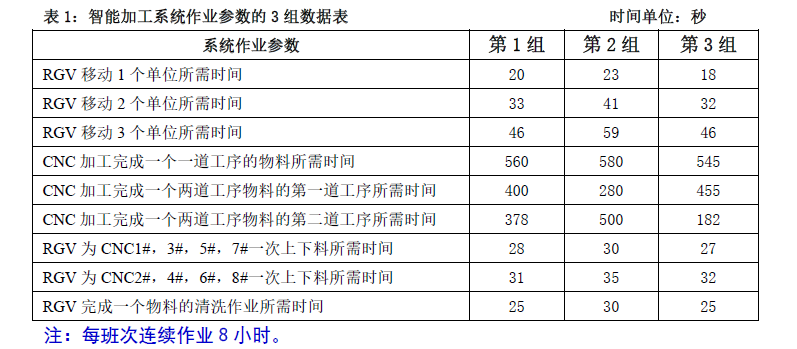 表 1：智能加工系统作业参数的 3 组数据表 时间单位：秒
系统作业参数 第 1 组 第 2 组 第 3 组
RGV 移动 1 个单位所需时间 20 23 18
RGV 移动 2 个单位所需时间 33 41 32
RGV 移动 3 个单位所需时间 46 59 46
CNC 加工完成一个一道工序的物料所需时间 560 580 545
CNC 加工完成一个两道工序物料的第一道工序所需时间 400 280 455
CNC 加工完成一个两道工序物料的第二道工序所需时间 378 500 182
RGV 为 CNC1#，3#，5#，7#一次上下料所需时间 28 30 27
RGV 为 CNC2#，4#，6#，8#一次上下料所需时间 31 35 32
RGV 完成一个物料的清洗作业所需时间 25 30 25
注：每班次连续作业 8 小时。